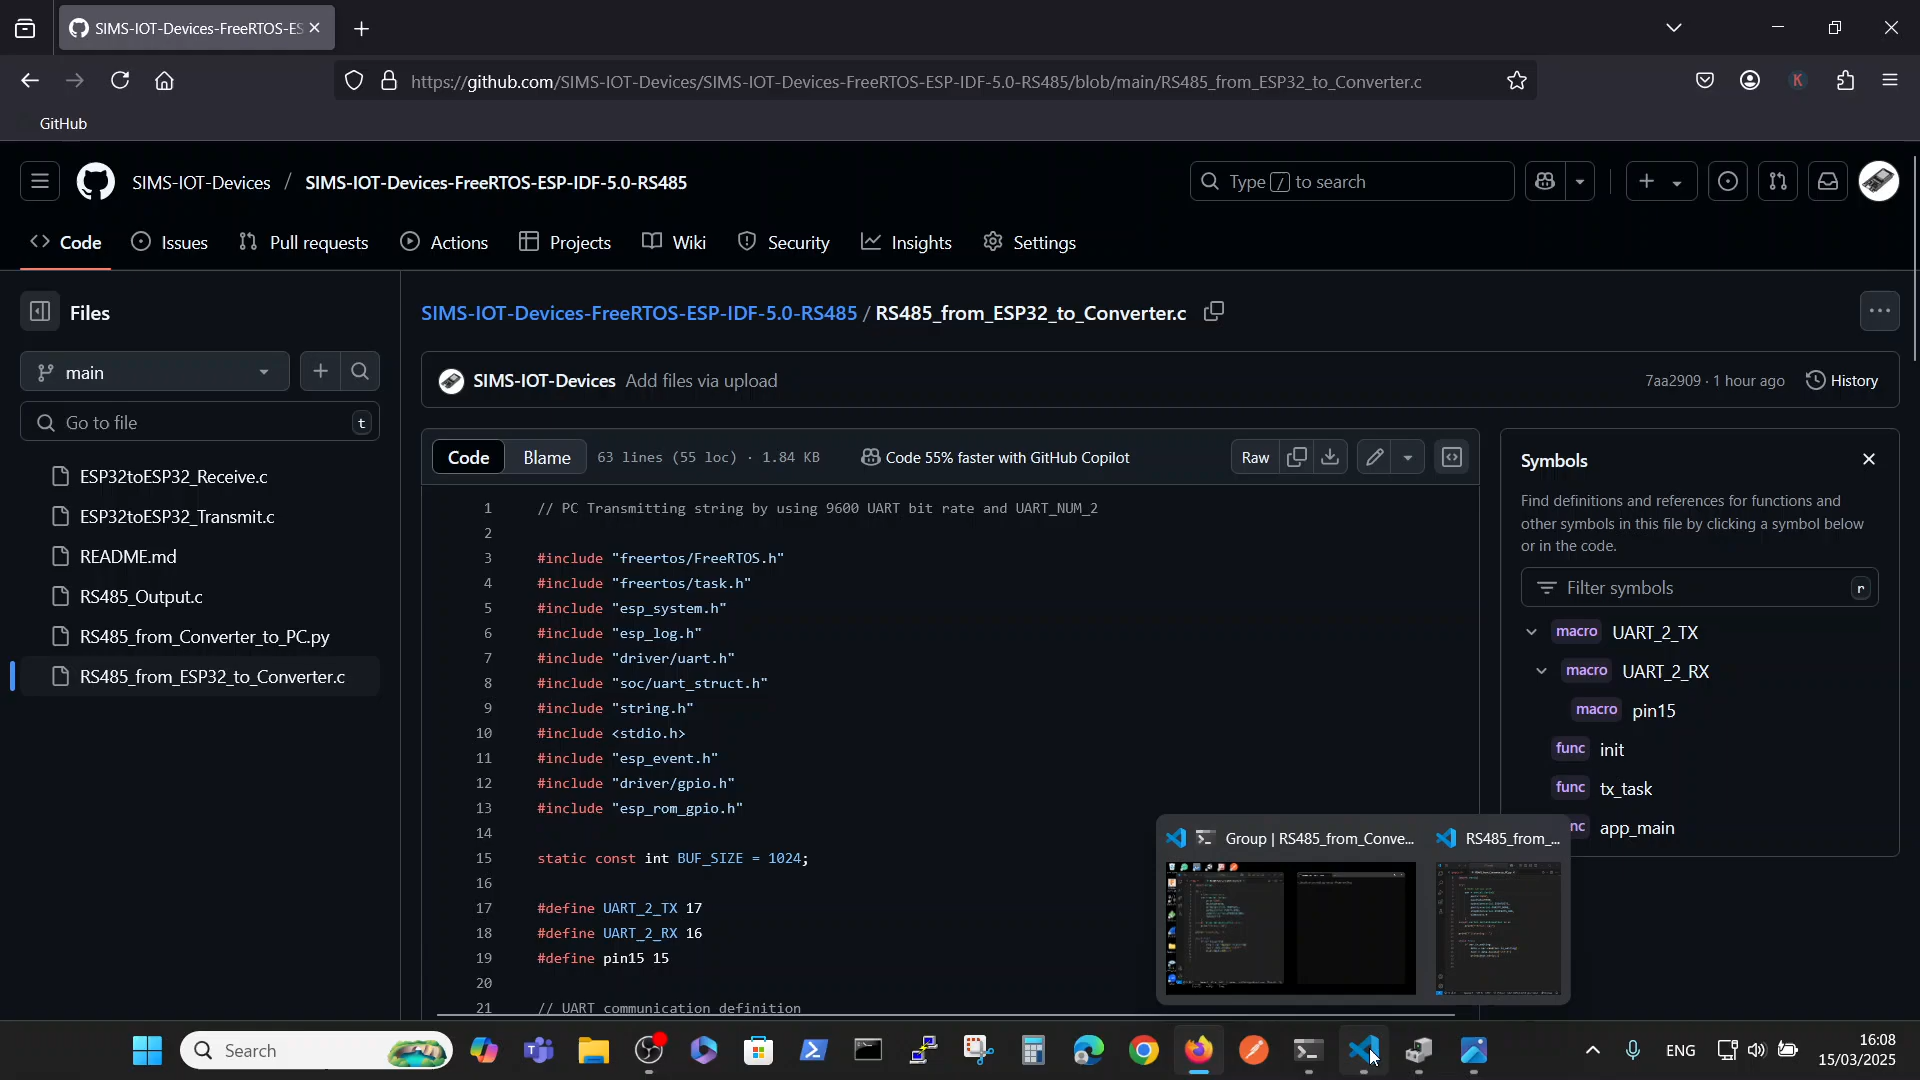 SIMS-IOT-Devices-FreeRTOS-ES
https://github.com/SIMS-IOT-Devices/SIMS-IOT-Devices-FreeRTOS-ESP-IDF-5.0-RS485/blob/main/RS485_from_ESP32_to_Converter.c
K
GitHub
SIMS-IOT-Devices / SIMS-IOT-Devices-FreeRTOS-ESP-IDF-5.0-RS485
Type / to search
Code Issues Pull requests Actions Projects Wiki Security Insights Settings
Files
main
Go to file t
ESP32toESP32_Receive.c
ESP32toESP32_Transmit.c
README.md
RS485_Output.c
RS485_from_Converter_to_PC.py
RS485_from_ESP32_to_Converter.c
SIMS-IOT-Devices-FreeRTOS-ESP-IDF-5.0-RS485 / RS485_from_ESP32_to_Converter.c
SIMS-IOT-Devices Add files via upload
7aa2909 · 1 hour ago History
Code Blame 63 lines (55 loc) · 1.84 KB Code 55% faster with GitHub Copilot Raw
1 // PC Transmitting string by using 9600 UART bit rate and UART_NUM_2
2
3 #include "freertos/FreeRTOS.h"
4 #include "freertos/task.h"
5 #include "esp_system.h"
6 #include "esp_log.h"
7 #include "driver/uart.h"
8 #include "soc/uart_struct.h"
9 #include "string.h"
10 #include <stdio.h>
11 #include "esp_event.h"
12 #include "driver/gpio.h"
13 #include "esp_rom_gpio.h"
14
15 static const int BUF_SIZE = 1024;
16
17 #define UART_2_TX 17
18 #define UART_2_RX 16
19 #define pin15 15
20
21 // UART communication definition
Symbols
Find definitions and references for functions and
other symbols in this file by clicking a symbol below
or in the code.
Filter symbols r
macro UART_2_TX
macro UART_2_RX
macro pin15
func init
func tx_task
nc app_main
Group | RS485_from_Conve...
RS485_from_...
Search
ENG
16:08
15/03/2025